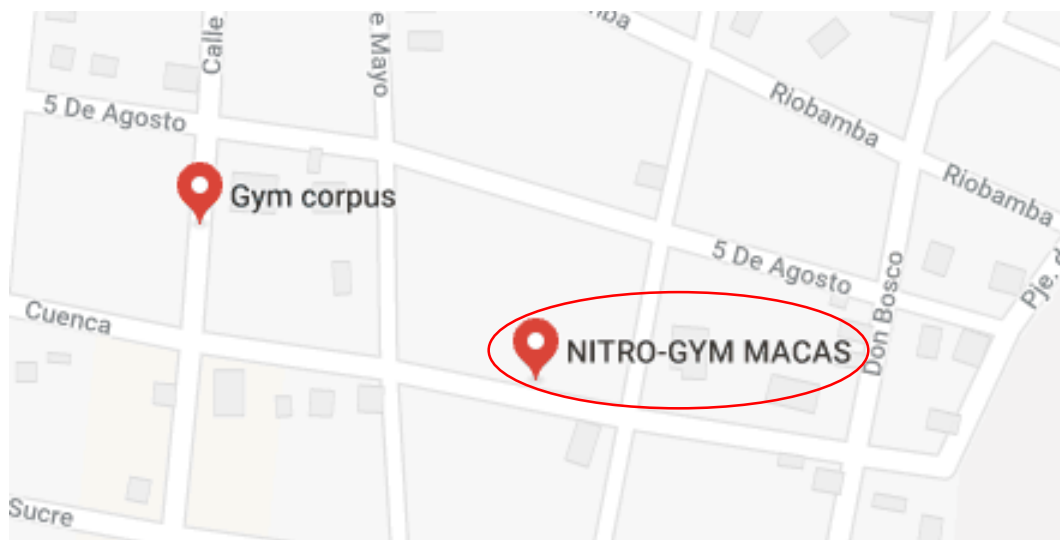 Calle
e Mayo
ba
Riobamba
5 De Agosto
Gym corpus
Riobamba
5 De Agosto
Don Bosco
Pje. d
Cuenca
NITRO-GYM MACAS
Sucre